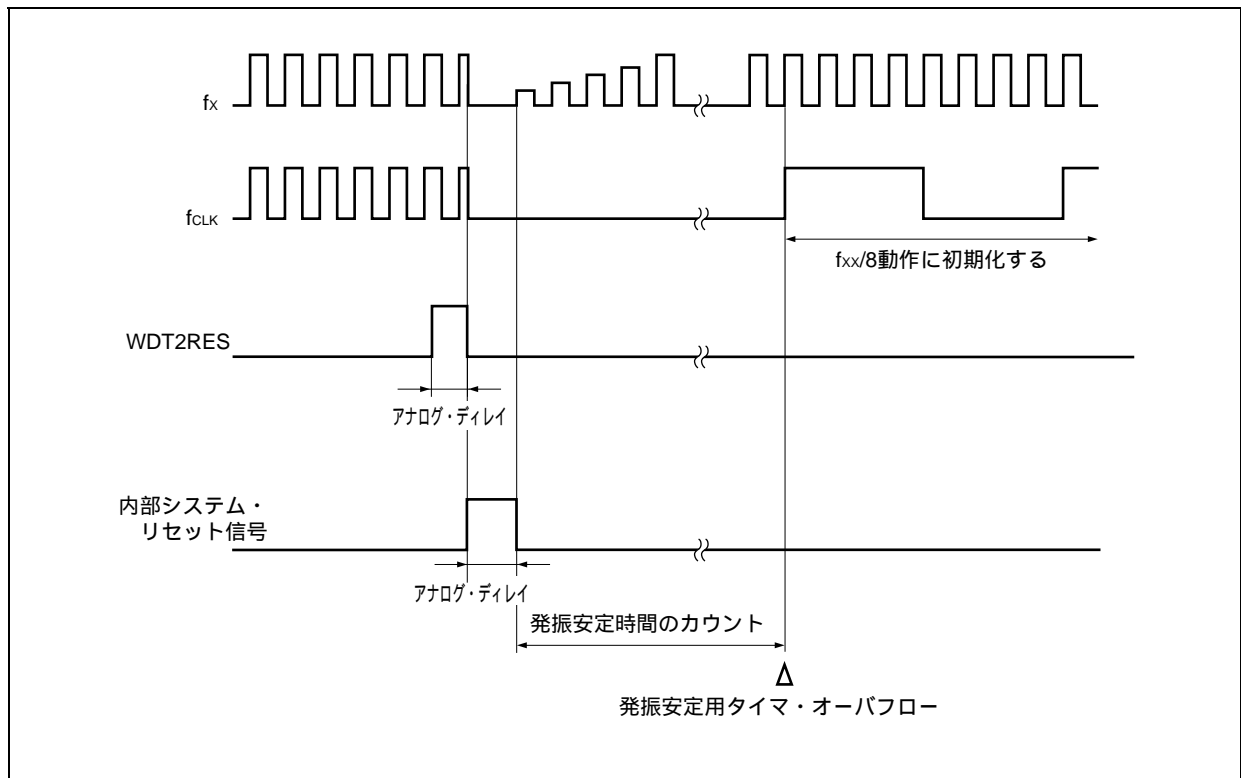 fX
fCLK
fXX/8動作に初期化する
WDT2RES
アナログ・ディレイ
内部システム・
リセット信号
アナログ・ディレイ
発振安定時間のカウント
発振安定用タイマ・オーバフロー